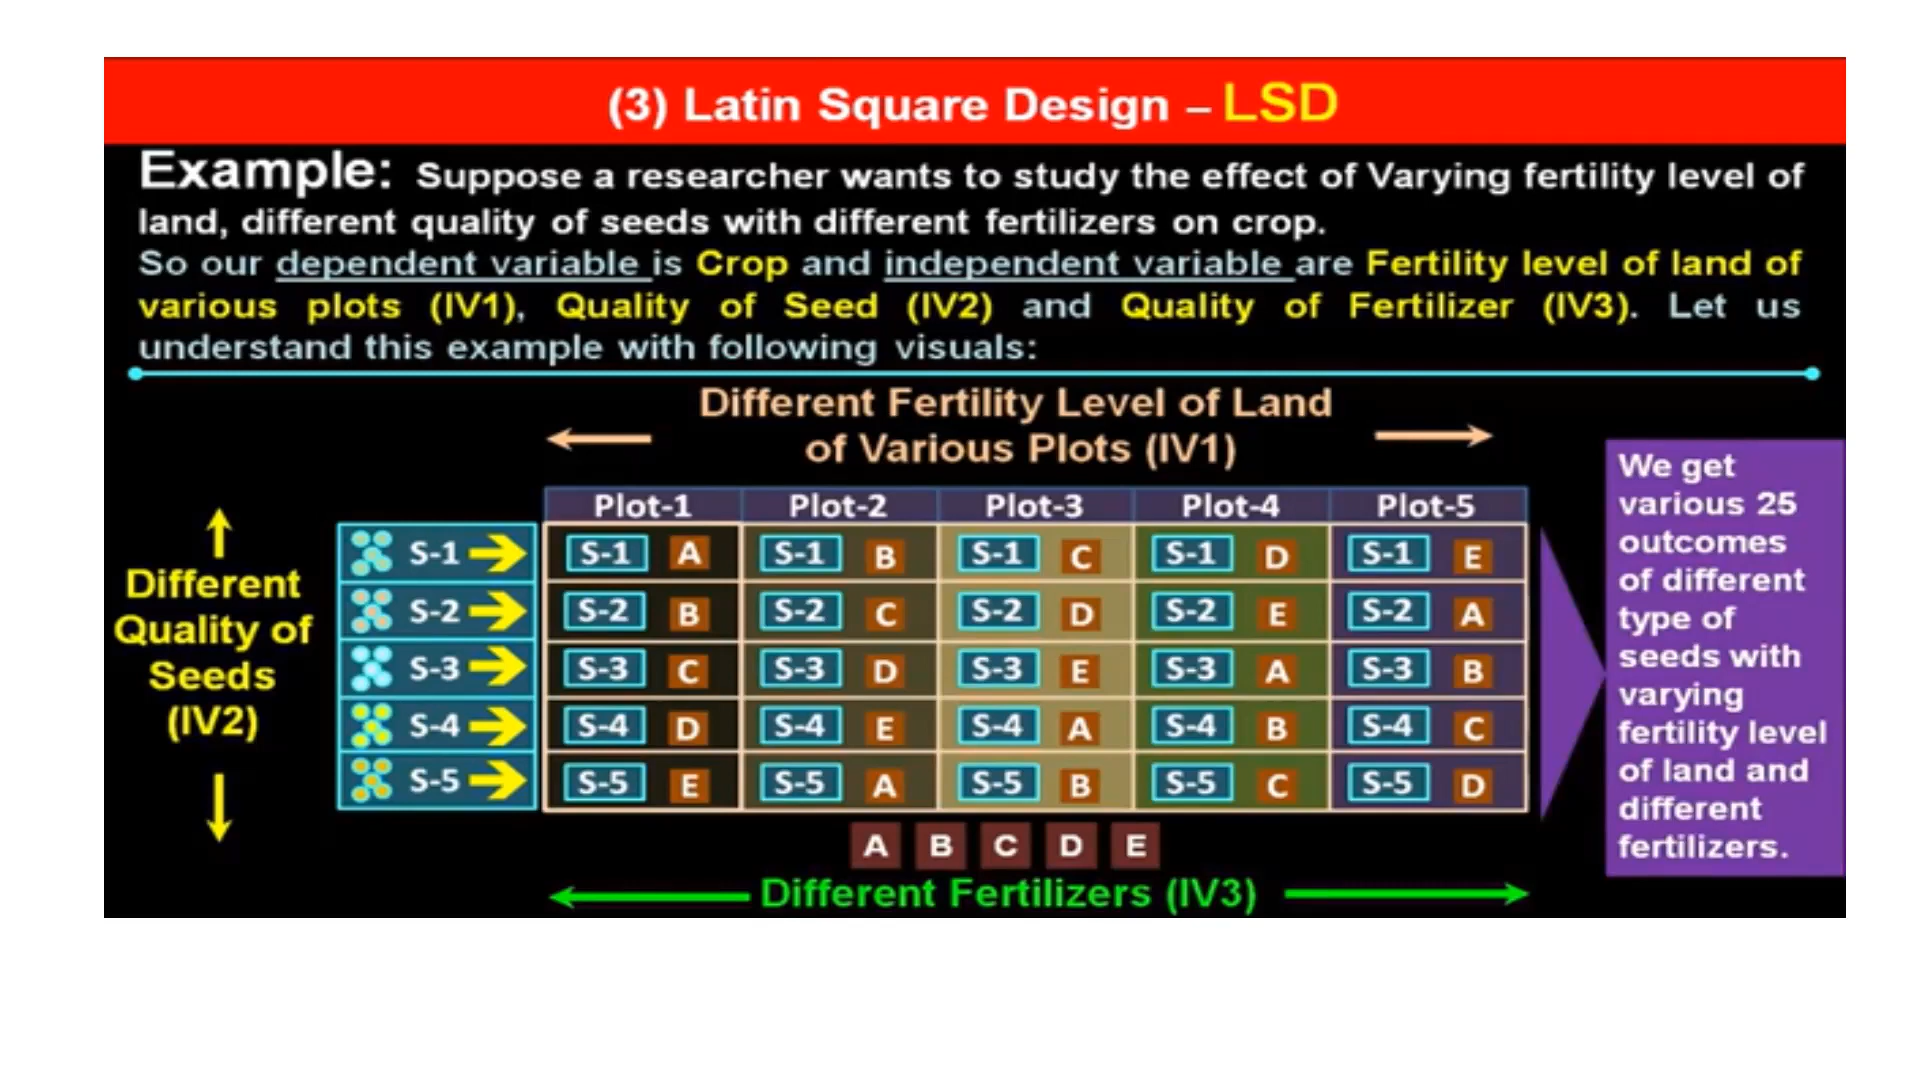 (3) Latin Square Design – LSD
Example: Suppose a researcher wants to study the effect of Varying fertility level of
land, different quality of seeds with different fertilizers on crop.
So our dependent variable is Crop and independent variable are Fertility level of land of
various plots (IV1), Quality of Seed (IV2) and Quality of Fertilizer (IV3). Let us
understand this example with following visuals:
Different Fertility Level of Land
of Various Plots (IV1)
Plot-1 Plot-2 Plot-3 Plot-4 Plot-5
S-1 S-1 A S-1 B S-1 C S-1 D S-1 E
S-2 S-2 B S-2 C S-2 D S-2 E S-2 A
S-3 S-3 C S-3 D S-3 E S-3 A S-3 B
S-4 S-4 D S-4 E S-4 A S-4 B S-4 C
S-5 S-5 E S-5 A S-5 B S-5 C S-5 D
Different
Quality of
Seeds
(IV2)
A B C D E
Different Fertilizers (IV3)
We get
various 25
outcomes
of different
type of
seeds with
varying
fertility level
of land and
different
fertilizers.